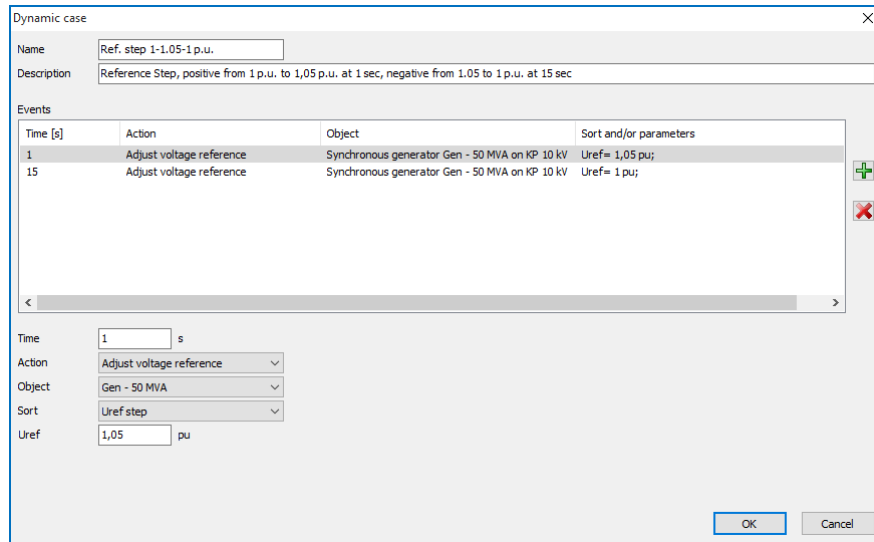 Dynamic case
Name Ref. step 1-1.05-1 p.u.
Description Reference Step, positive from 1 p.u. to 1,05 p.u. at 1 sec, negative from 1.05 to 1 p.u. at 15 sec
Events
Time [s] Action Object Sort and/or parameters
1 Adjust voltage reference Synchronous generator Gen - 50 MVA on KP 10 kV Uref= 1,05 pu;
15 Adjust voltage reference Synchronous generator Gen - 50 MVA on KP 10 kV Uref= 1 pu;
Time 1 s
Action Adjust voltage reference
Object Gen - 50 MVA
Sort Uref step
Uref 1,05 pu
OK Cancel